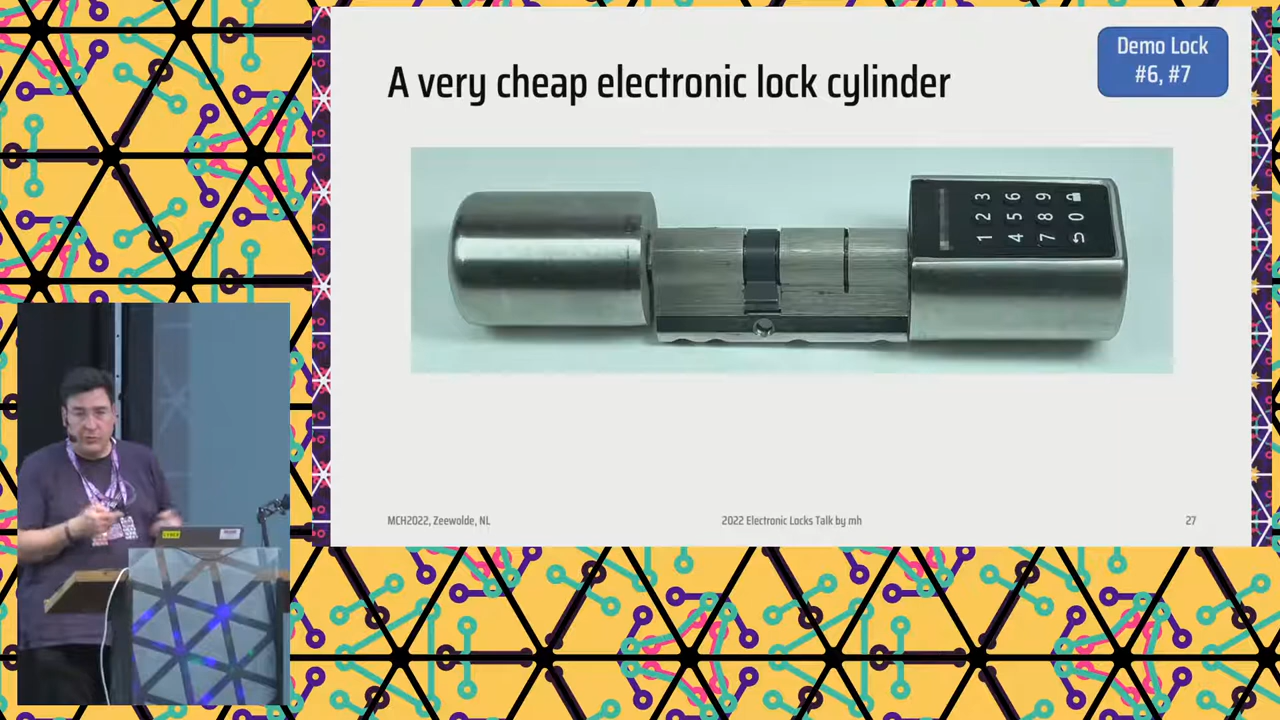 Demo Lock
#6, #7
A very cheap electronic lock cylinder
1 2 3
4 5 6
7 8 9
0
MCH2022, Zeewolde, NL
2022 Electronic Locks Talk by mh
27